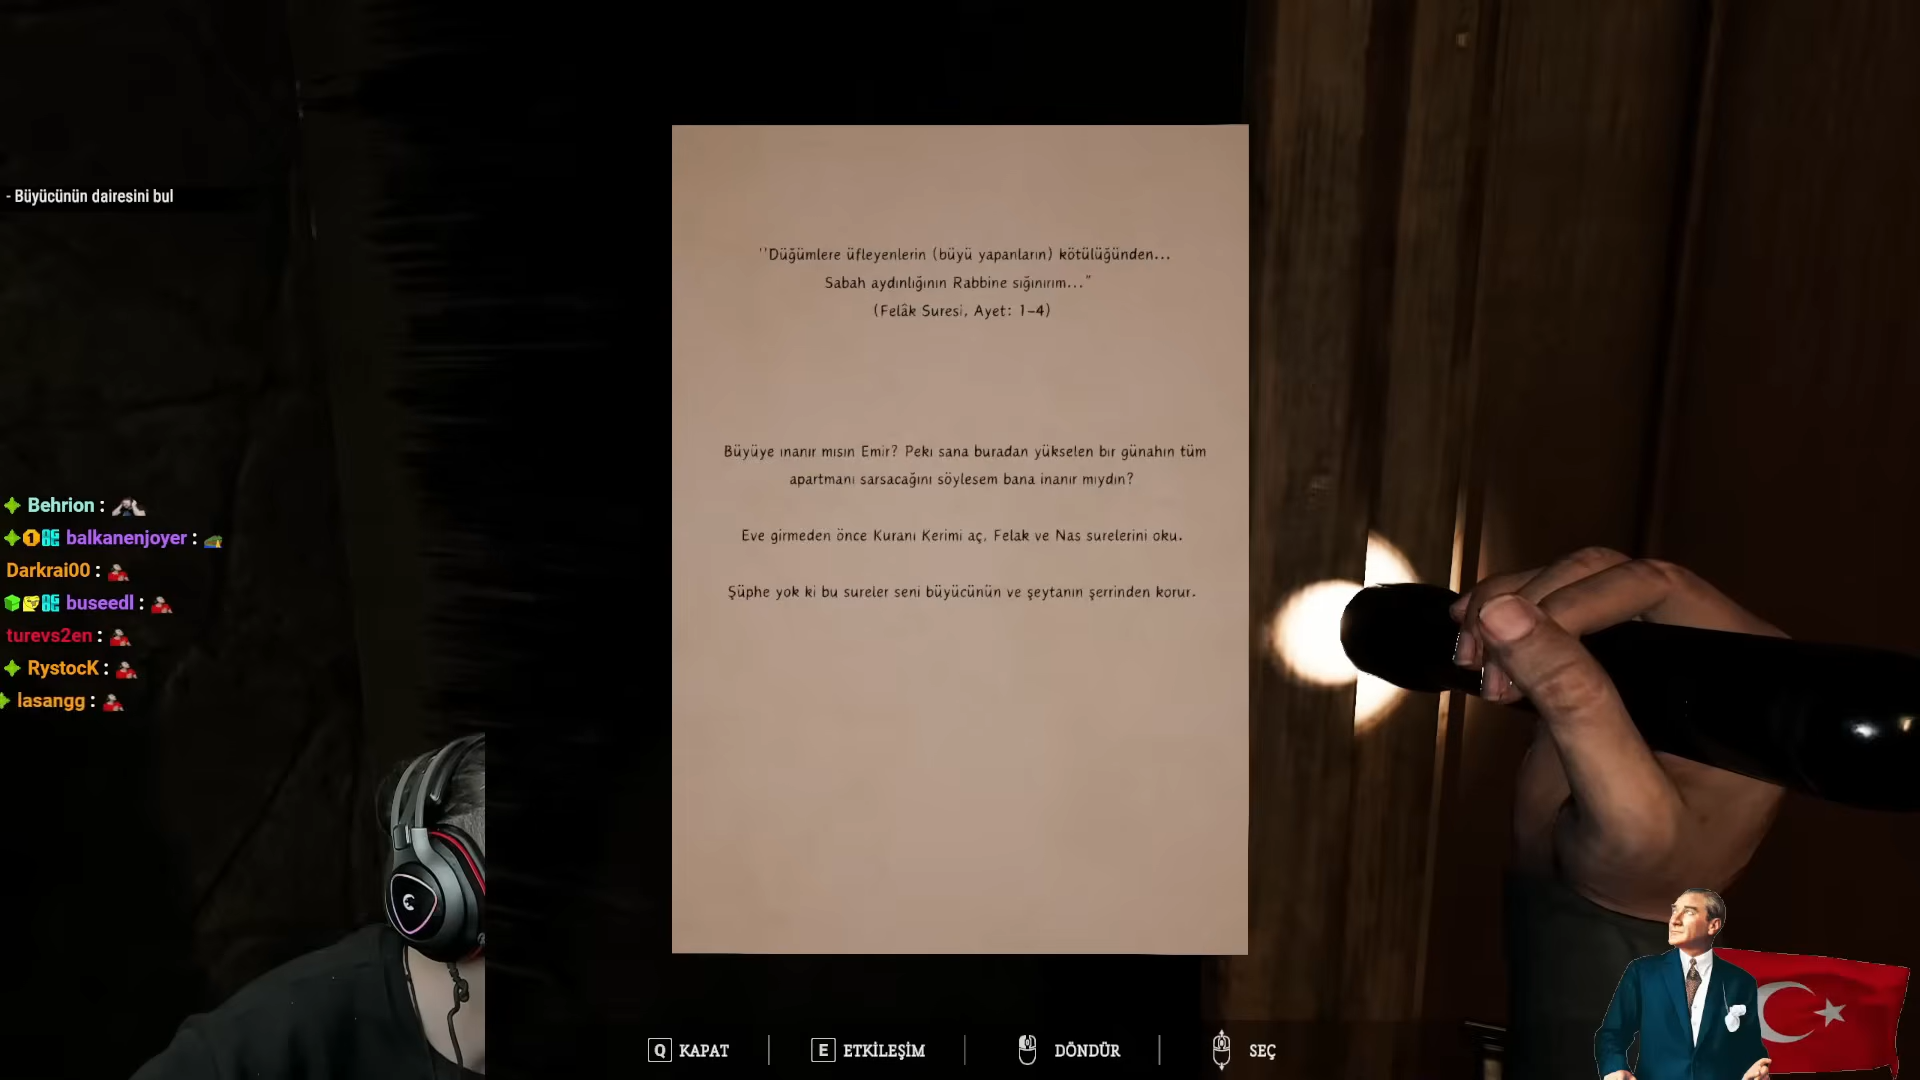 - Büyücünün dairesini bul
''Düğümlere üfleyenlerin (büyü yapanların) kötülüğünden...
Sabah aydınlığının Rabbine sığınırım..."
(Felâk Suresi, Ayet: 1-4)
Büyüye ınanır mısın Emir? Pekı sana buradan yükselen bır günahın tüm
apartmanı sarsacağını söylesem bana inanır mıydın?
Eve girmeden önce Kuranı Kerimi aç, Felak ve Nas surelerini oku.
Şüphe yok ki bu sureler seni büyücünün ve şeytanın şerrinden korur.
Behrion :
balkanenjoyer :
Darkrai00 :
buseedl :
turevs2en :
RystocK :
lasangg :
Q KAPAT
E ETKİLEŞİM
DÖNDÜR
SEÇ